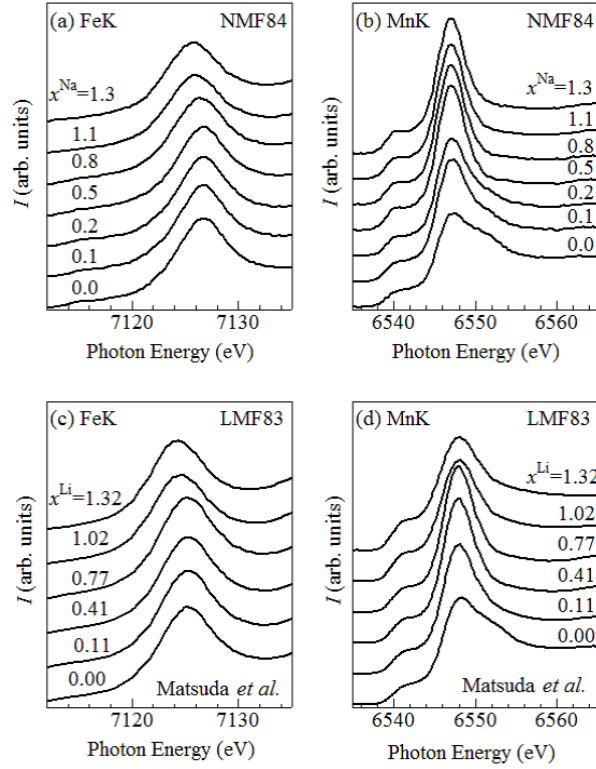 (a) FeK NMF84
x^Na=1.3
1.1
0.8
0.5
0.2
0.1
0.0
I (arb. units)
7120 7130
Photon Energy (eV)
(b) MnK NMF84
x^Na=1.3
1.1
0.8
0.5
0.2
0.1
0.0
I (arb. units)
6540 6550 6560
Photon Energy (eV)
(c) FeK LMF83
x^Li=1.32
1.02
0.77
0.41
0.11
0.00
Matsuda et al.
I (arb. units)
7120 7130
Photon Energy (eV)
(d) MnK LMF83
x^Li=1.32
1.02
0.77
0.41
0.11
0.00
Matsuda et al.
I (arb. units)
6540 6550 6560
Photon Energy (eV)